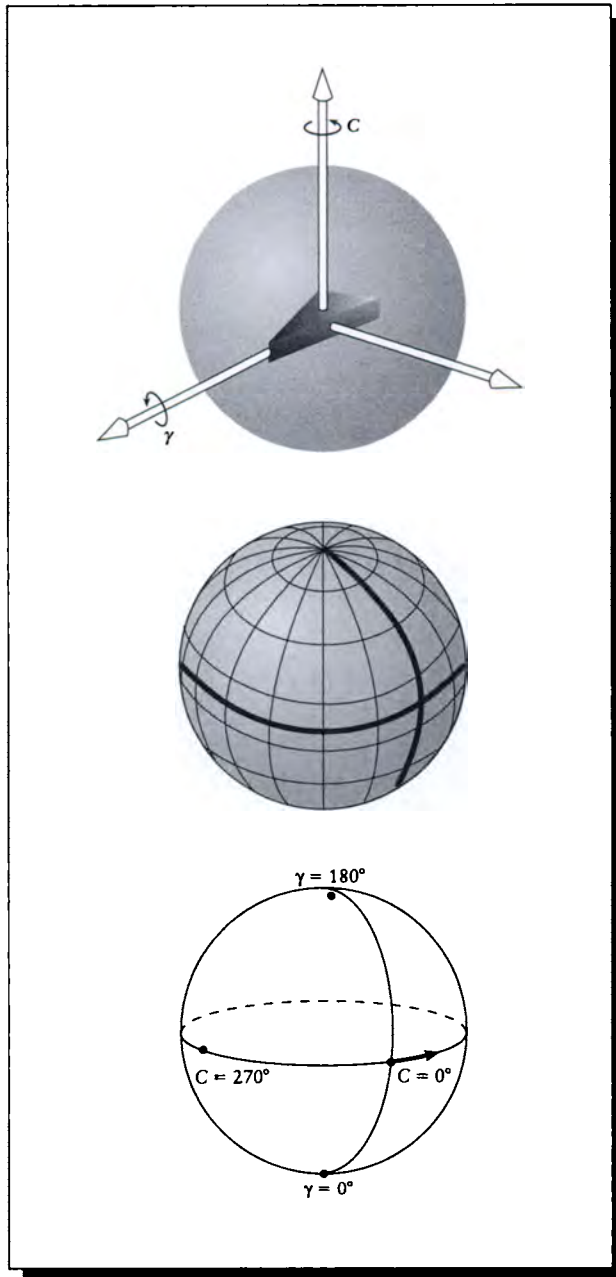 C
γ
γ = 180°
C = 270°
C = 0°
γ = 0°